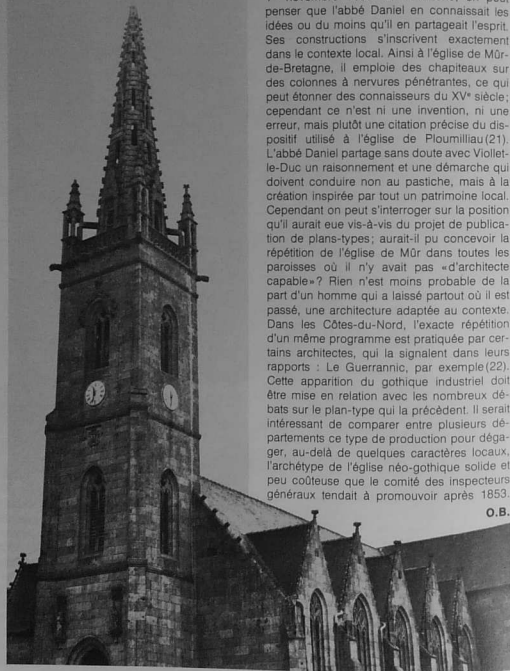 penser que l'abbé Daniel en connaissait les
idées ou du moins qu'il en partageait l'esprit.
Ses constructions s'inscrivent exactement
dans le contexte local. Ainsi à l'église de Mûr-
de-Bretagne, il emploie des chapiteaux sur
des colonnes à nervures pénétrantes, ce qui
peut étonner des connaisseurs du XVe siècle;
cependant ce n'est ni une invention, ni une
erreur, mais plutôt une citation précise du dis-
positif utilisé à l'église de Ploumilliau(21).
L'abbé Daniel partage sans doute avec Viollet-
le-Duc un raisonnement et une démarche qui
doivent conduire non au pastiche, mais à la
création inspirée par tout un patrimoine local.
Cependant on peut s'interroger sur la position
qu'il aurait eue vis-à-vis du projet de publica-
tion de plans-types; aurait-il pu concevoir la
répétition de l'église de Mûr dans toutes les
paroisses où il n'y avait pas «d'architecte
capable»? Rien n'est moins probable de la
part d'un homme qui a laissé partout où il est
passé, une architecture adaptée au contexte.
Dans les Côtes-du-Nord, l'exacte répétition
d'un même programme est pratiquée par cer-
tains architectes, qui la signalent dans leurs
rapports : Le Guerrannic, par exemple(22).
Cette apparition du gothique industriel doit
être mise en relation avec les nombreux dé-
bats sur le plan-type qui la précèdent. Il serait
intéressant de comparer entre plusieurs dé-
partements ce type de production pour déga-
ger, au-delà de quelques caractères locaux,
l'archétype de l'église néo-gothique solide et
peu coûteuse que le comité des inspecteurs
généraux tendait à promouvoir après 1853.
O.B.